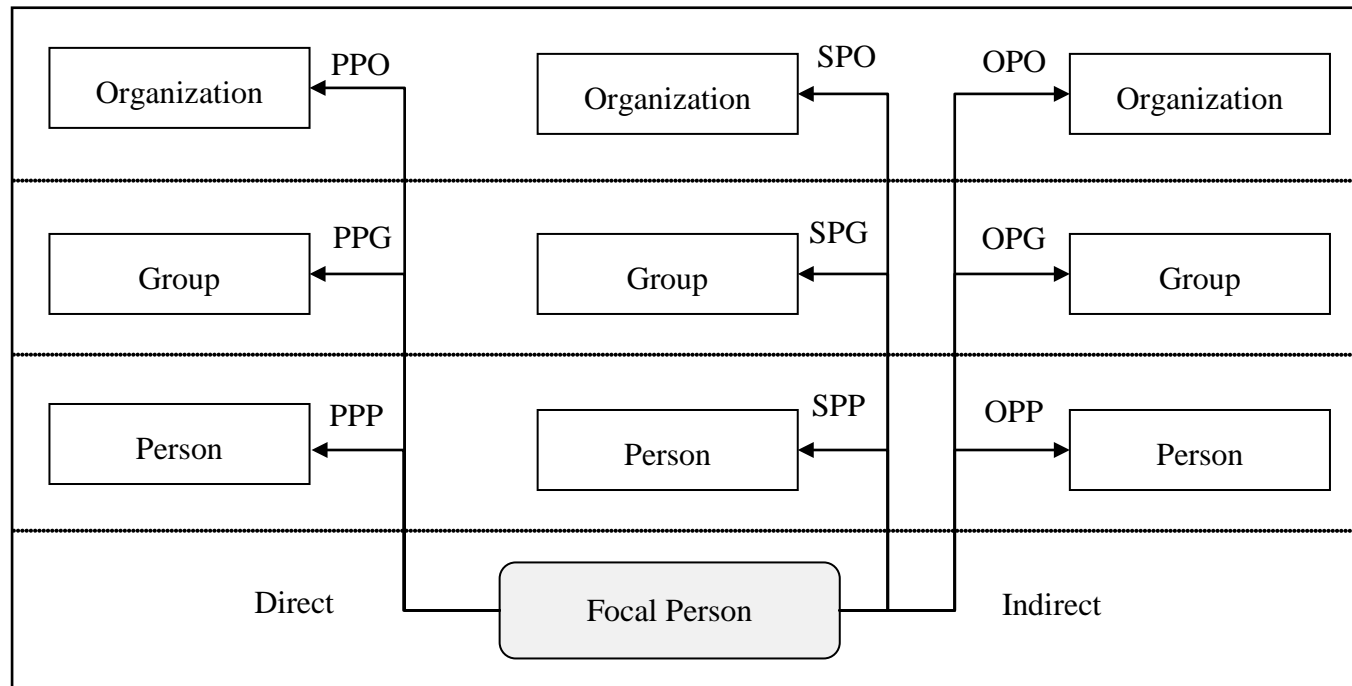 PPO
SPO
OPO
Organization
Organization
Organization
PPG
SPG
OPG
Group
Group
Group
PPP
SPP
OPP
Person
Person
Person
Direct
Focal Person
Indirect